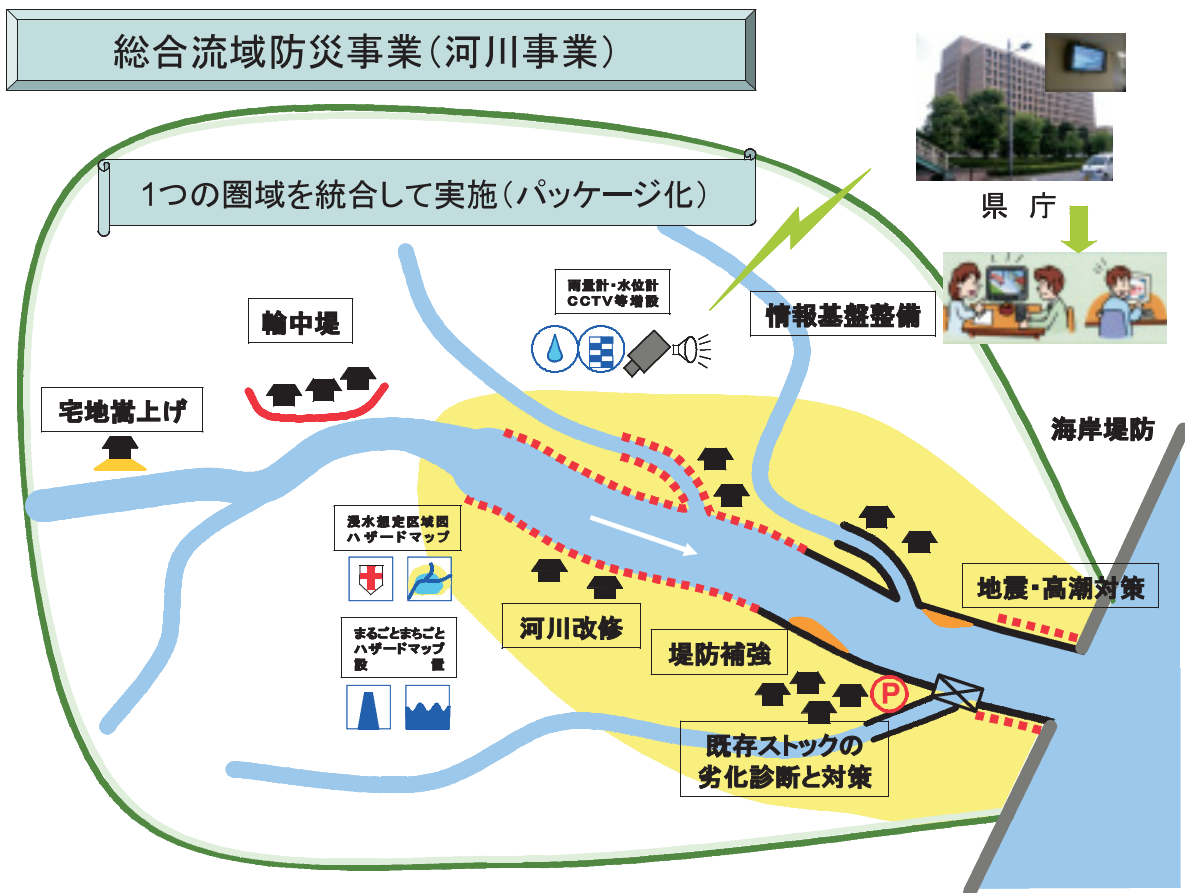 総合流域防災事業（河川事業）
1つの圏域を統合して実施（パッケージ化）
県　庁
雨量計・水位計
ＣＣＴＶ等増設
情報基盤整備
輪中堤
宅地嵩上げ
海岸堤防
浸水想定区域図
ハザードマップ
地震・高潮対策
河川改修
まるごとまちごと
ハザードマップ
設　　　置
堤防補強
P
既存ストックの
劣化診断と対策